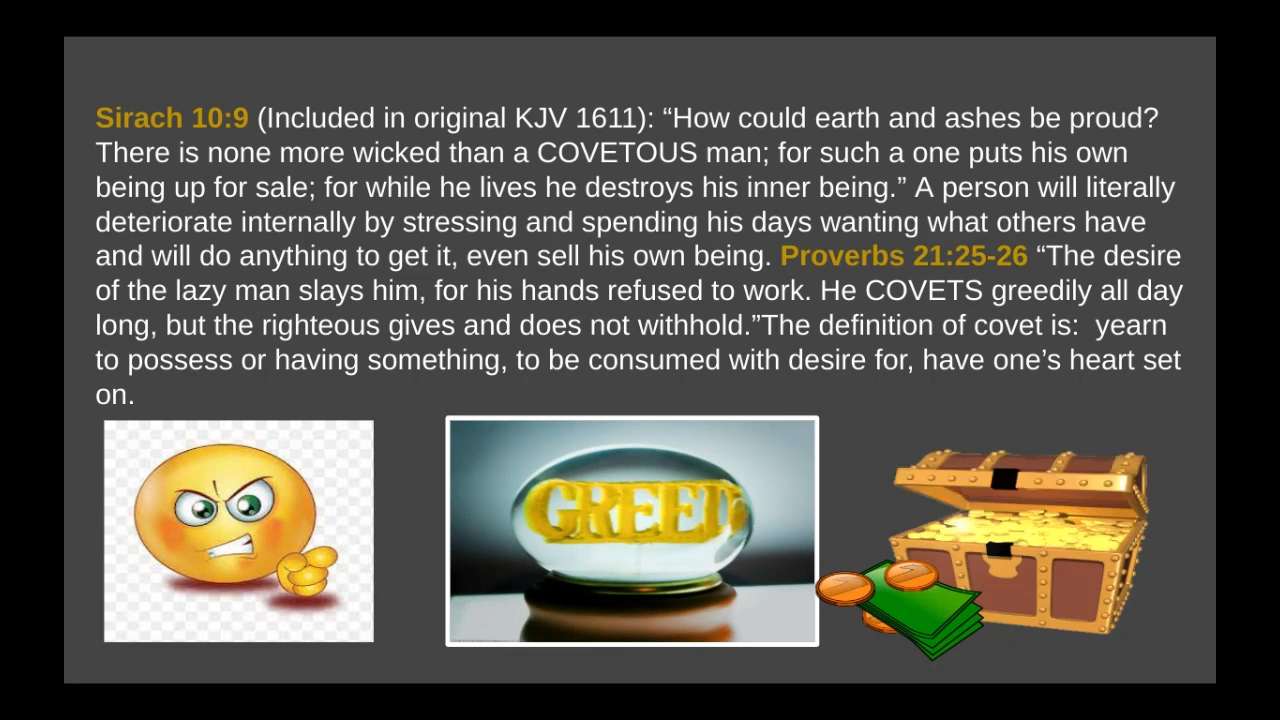 Sirach 10:9 (Included in original KJV 1611): “How could earth and ashes be proud?
There is none more wicked than a COVETOUS man; for such a one puts his own
being up for sale; for while he lives he destroys his inner being.” A person will literally
deteriorate internally by stressing and spending his days wanting what others have
and will do anything to get it, even sell his own being. Proverbs 21:25-26 “The desire
of the lazy man slays him, for his hands refused to work. He COVETS greedily all day
long, but the righteous gives and does not withhold.”The definition of covet is:  yearn
to possess or having something, to be consumed with desire for, have one’s heart set
on.
GREED